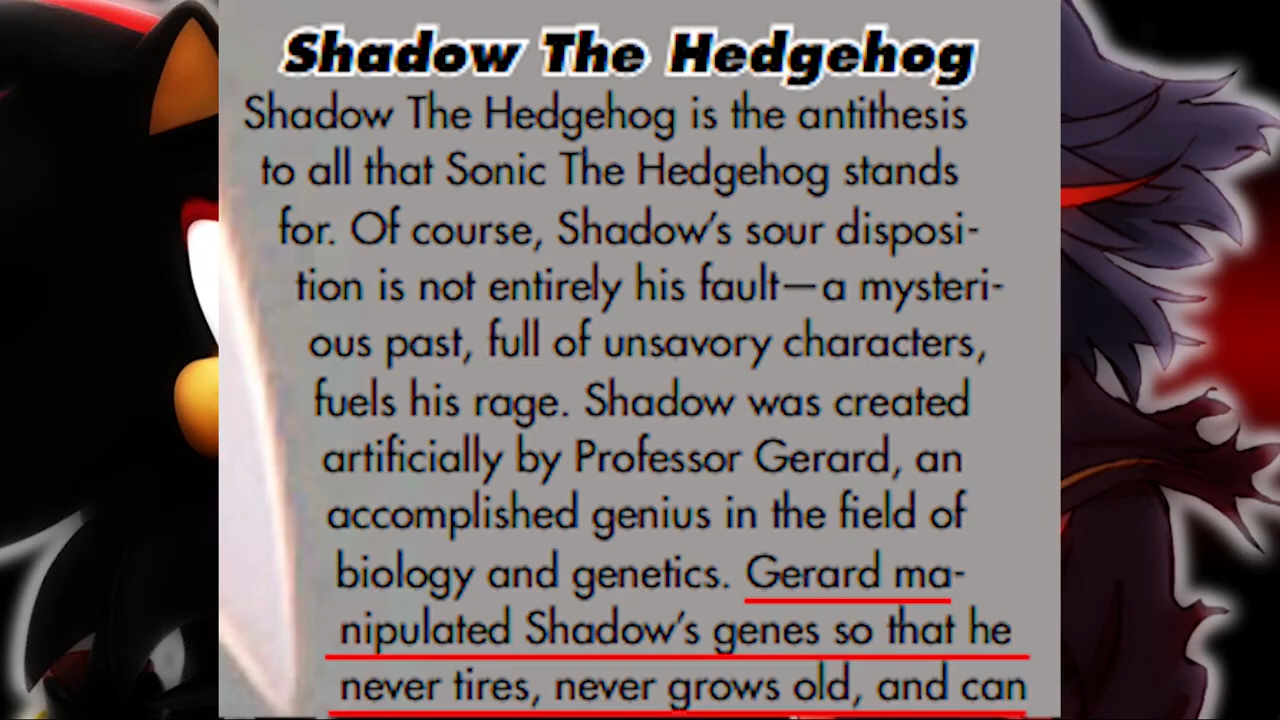 Shadow The Hedgehog
Shadow The Hedgehog is the antithesis
to all that Sonic The Hedgehog stands
for. Of course, Shadow's sour disposi-
tion is not entirely his fault—a mysteri-
ous past, full of unsavory characters,
fuels his rage. Shadow was created
artificially by Professor Gerard, an
accomplished genius in the field of
biology and genetics. Gerard ma-
nipulated Shadow's genes so that he
never tires, never grows old, and can